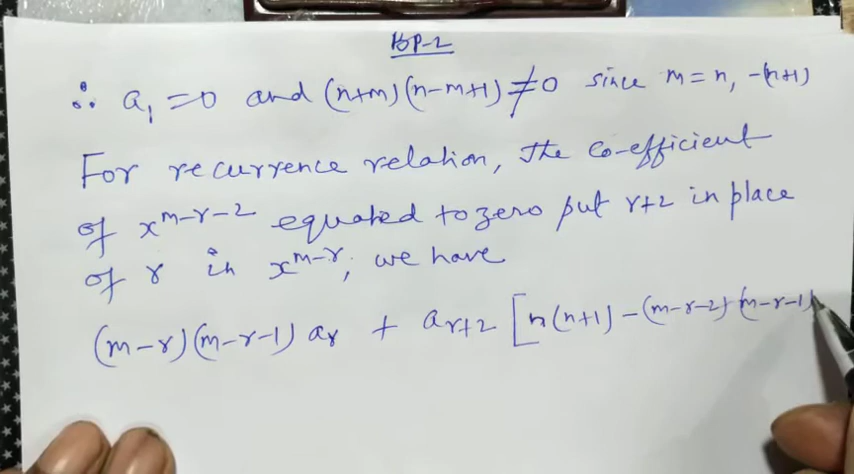 BP-2
∴ a₁ = 0 and (n+m)(n-m+1) ≠ 0 since m = n, -(n+1)
For recurrence relation, the co-efficient
of x^{m-r-2} equated to zero put r+2 in place
of r in x^{m-r}, we have
(m-r)(m-r-1) aᵣ + a_{r+2} [n(n+1) - (m-r-2)(m-r-1)